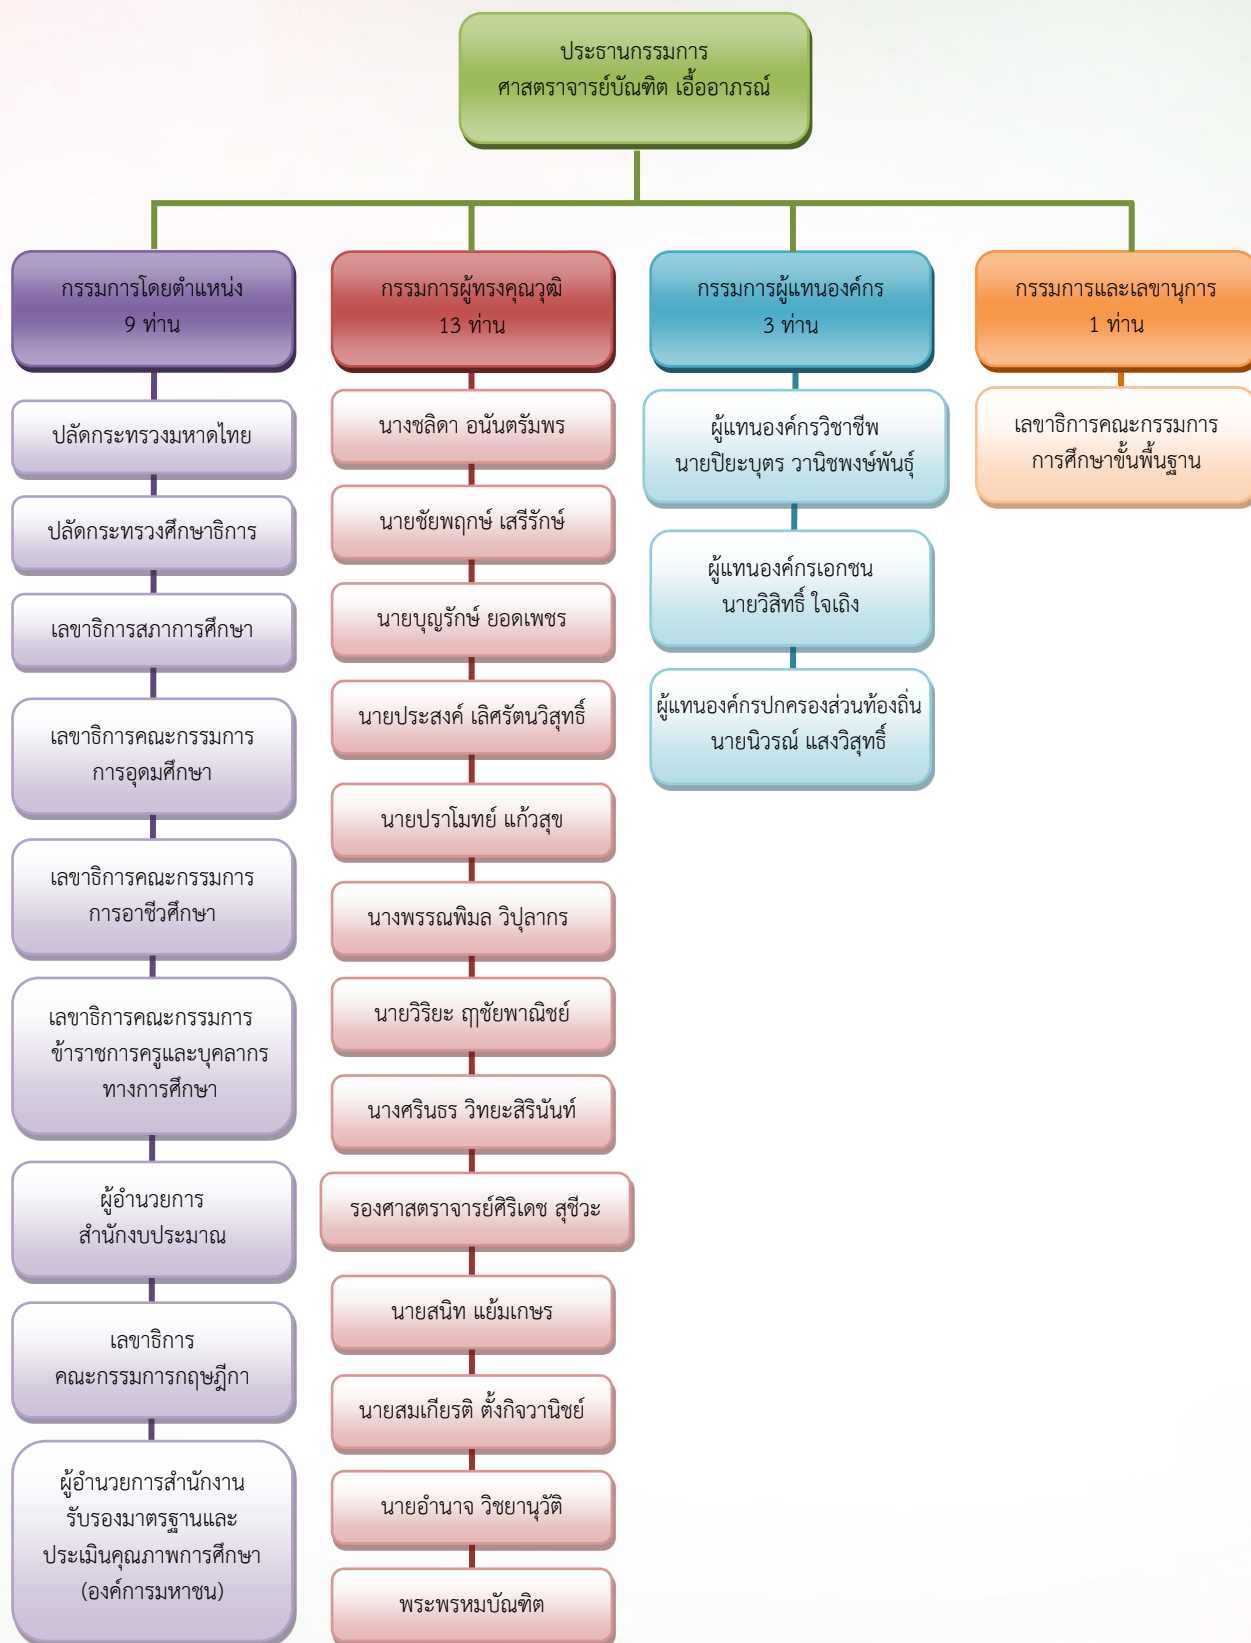 ประธานกรรมการ
ศาสตราจารย์บัณฑิต เอื้ออาภรณ์
กรรมการโดยตำแหน่ง
9 ท่าน
ปลัดกระทรวงมหาดไทย
ปลัดกระทรวงศึกษาธิการ
เลขาธิการสภาการศึกษา
เลขาธิการคณะกรรมการ
การอุดมศึกษา
เลขาธิการคณะกรรมการ
การอาชีวศึกษา
เลขาธิการคณะกรรมการ
ข้าราชการครูและบุคลากร
ทางการศึกษา
ผู้อำนวยการ
สำนักงบประมาณ
เลขาธิการ
คณะกรรมการกฤษฎีกา
ผู้อำนวยการสำนักงาน
รับรองมาตรฐานและ
ประเมินคุณภาพการศึกษา
(องค์การมหาชน)
กรรมการผู้ทรงคุณวุฒิ
13 ท่าน
นางชลิดา อนันตรัมพร
นายชัยพฤกษ์ เสรีรักษ์
นายบุญรักษ์ ยอดเพชร
นายประสงค์ เลิศรัตนวิสุทธิ์
นายปราโมทย์ แก้วสุข
นางพรรณพิมล วิปุลากร
นายวิริยะ ฤๅชัยพาณิชย์
นางศรินธร วิทยะสิรินันท์
รองศาสตราจารย์ศิริเดช สุชีวะ
นายสนิท แย้มเกษร
นายสมเกียรติ ตั้งกิจวานิชย์
นายอำนาจ วิชยานุวัติ
พระพรหมบัณฑิต
กรรมการผู้แทนองค์กร
3 ท่าน
ผู้แทนองค์กรวิชาชีพ
นายปิยะบุตร วานิชพงษ์พันธุ์
ผู้แทนองค์กรเอกชน
นายวิสิทธิ์ ใจเถิง
ผู้แทนองค์กรปกครองส่วนท้องถิ่น
นายนิวรณ์ แสงวิสุทธิ์
กรรมการและเลขานุการ
1 ท่าน
เลขาธิการคณะกรรมการ
การศึกษาขั้นพื้นฐาน